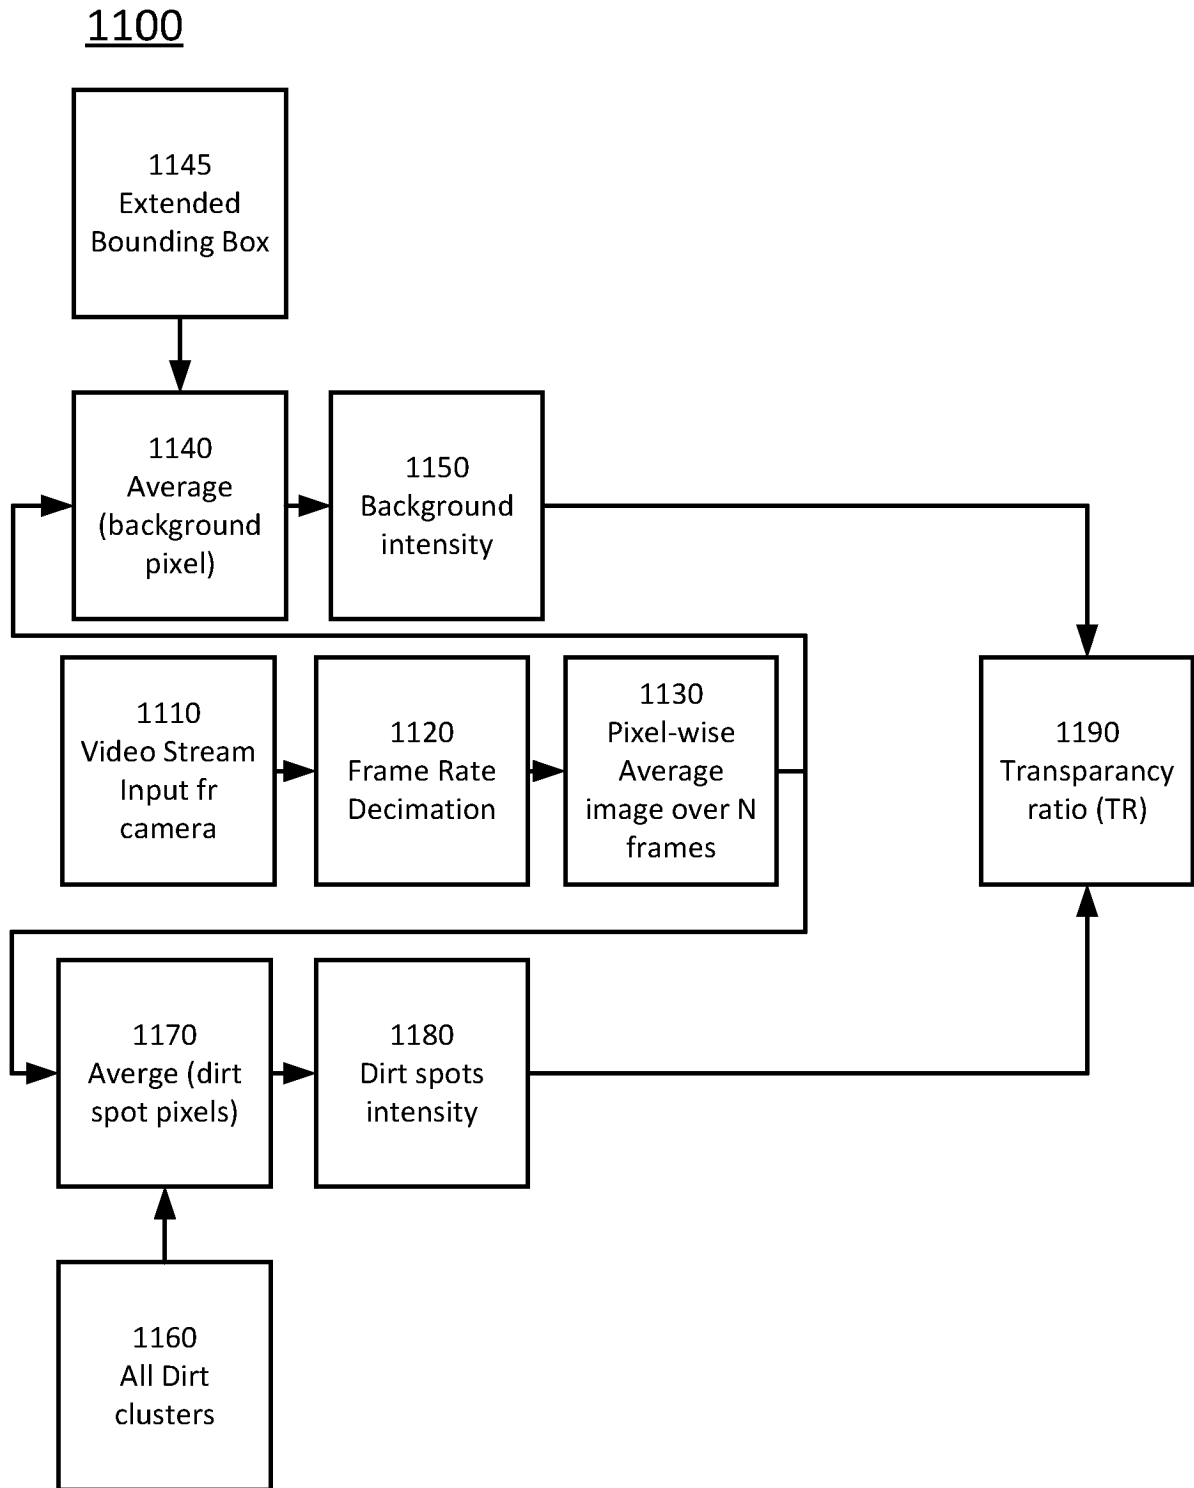 1100
1145
Extended
Bounding Box
1140
Average
(background
pixel)
1150
Background
intensity
1110
Video Stream
Input fr
camera
1120
Frame Rate
Decimation
1130
Pixel-wise
Average
image over N
frames
1190
Transparancy
ratio (TR)
1170
Averge (dirt
spot pixels)
1180
Dirt spots
intensity
1160
All Dirt
clusters